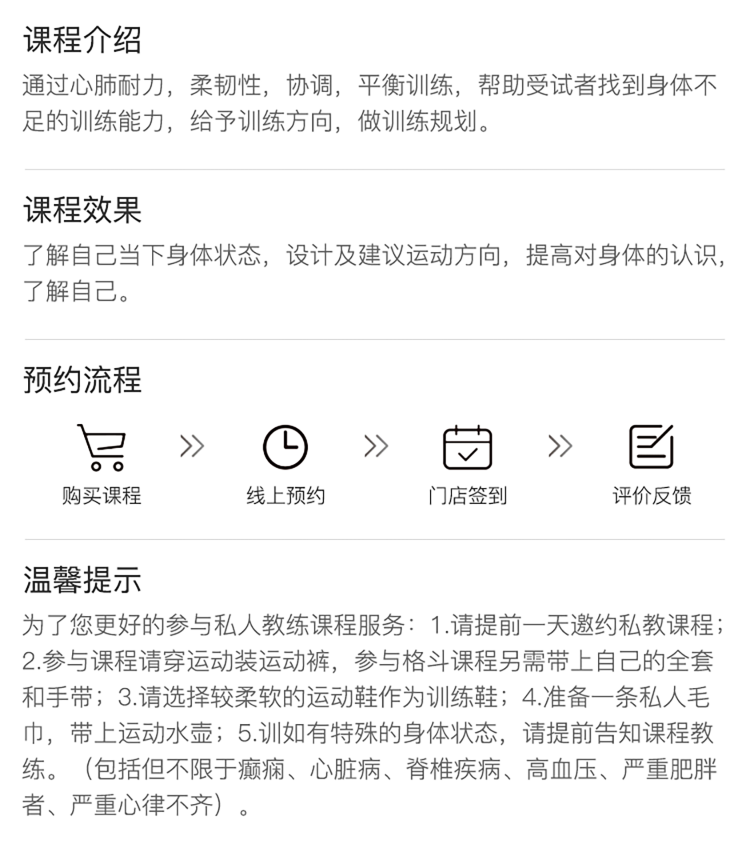 课程介绍
通过心肺耐力，柔韧性，协调，平衡训练，帮助受试者找到身体不
足的训练能力，给予训练方向，做训练规划。
课程效果
了解自己当下身体状态，设计及建议运动方向，提高对身体的认识，
了解自己。
预约流程
购买课程
线上预约
门店签到
评价反馈
温馨提示
为了您更好的参与私人教练课程服务：1.请提前一天邀约私教课程；
2.参与课程请穿运动装运动裤，参与格斗课程另需带上自己的全套
和手带；3.请选择较柔软的运动鞋作为训练鞋；4.准备一条私人毛
巾，带上运动水壶；5.训如有特殊的身体状态，请提前告知课程教
练。（包括但不限于癫痫、心脏病、脊椎疾病、高血压、严重肥胖
者、严重心律不齐）。